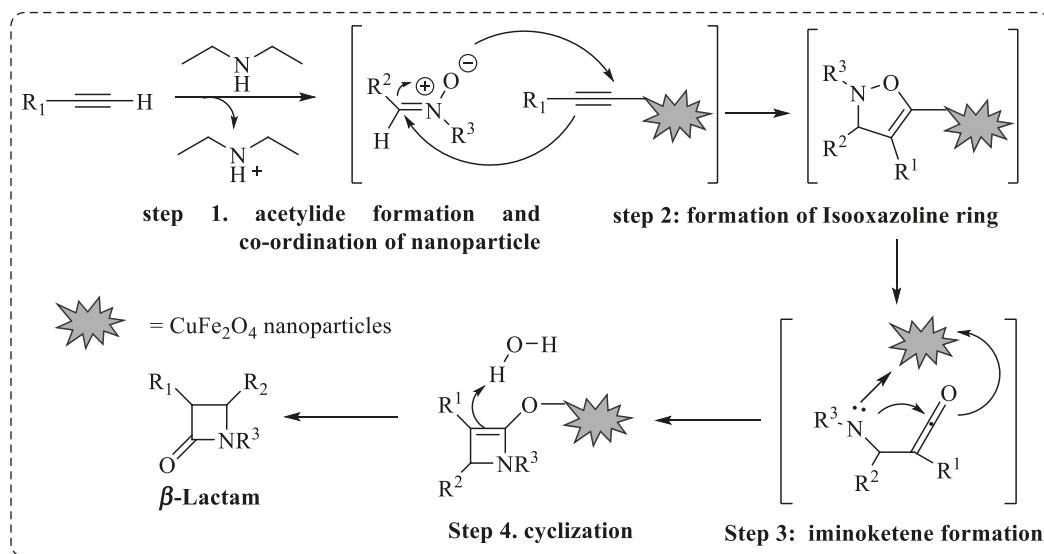 R₁
H
N
H
N
H +
R² O ⊖
⊕
N
H R³
R₁
R³ O
N
R²
R¹
step 1. acetylide formation and
co-ordination of nanoparticle
step 2: formation of Isooxazoline ring
= CuFe₂O₄ nanoparticles
R₁ R₂
NR³
O
β-Lactam
O-H
H
R¹ O
NR³
R²
Step 4. cyclization
O
R³ N
R² R¹
Step 3: iminoketene formation